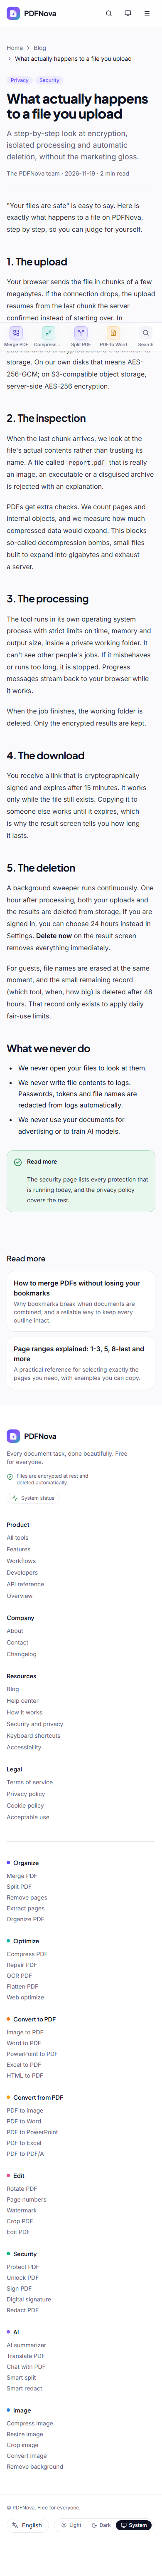 PDFNova
Home > Blog
> What actually happens to a file you upload
Privacy Security
What actually happens
to a file you upload
A step-by-step look at encryption,
isolated processing and automatic
deletion, without the marketing gloss.
The PDFNova team · 2026-11-19 · 2 min read
"Your files are safe" is easy to say. Here is
exactly what happens to a file on PDFNova,
step by step, so you can judge for yourself.
1. The upload
Your browser sends the file in chunks of a few
megabytes. If the connection drops, the upload
resumes from the last chunk the server
confirmed instead of starting over. In
Merge PDF Compress ... Split PDF PDF to Word Search
storage. On our own disks that means AES-
256-GCM; on S3-compatible object storage,
server-side AES-256 encryption.
2. The inspection
When the last chunk arrives, we look at the
file's actual contents rather than trusting its
name. A file called report.pdf that is really
an image, an executable or a disguised archive
is rejected with an explanation.
PDFs get extra checks. We count pages and
internal objects, and we measure how much
compressed data would expand. This blocks
so-called decompression bombs, small files
built to expand into gigabytes and exhaust
a server.
3. The processing
The tool runs in its own operating system
process with strict limits on time, memory and
output size, inside a private working folder. It
can't see other people's jobs. If it misbehaves
or runs too long, it is stopped. Progress
messages stream back to your browser while
it works.
When the job finishes, the working folder is
deleted. Only the encrypted results are kept.
4. The download
You receive a link that is cryptographically
signed and expires after 15 minutes. It works
only while the file still exists. Copying it to
someone else works until it expires, which
is why the result screen tells you how long
it lasts.
5. The deletion
A background sweeper runs continuously. One
hour after processing, both your uploads and
the results are deleted from storage. If you are
signed in, you can choose 24 hours instead in
Settings. Delete now on the result screen
removes everything immediately.
For guests, file names are erased at the same
moment, and the small remaining record
(which tool, when, how big) is deleted after 48
hours. That record exists only to apply daily
fair-use limits.
What we never do
• We never open your files to look at them.
• We never write file contents to logs.
Passwords, tokens and file names are
redacted from logs automatically.
• We never use your documents for
advertising or to train AI models.
Read more
The security page lists every protection that
is running today, and the privacy policy
covers the rest.
Read more
How to merge PDFs without losing your
bookmarks
Why bookmarks break when documents are
combined, and a reliable way to keep every
outline intact.
Page ranges explained: 1-3, 5, 8-last and
more
A practical reference for selecting exactly the
pages you need, with examples you can copy.
PDFNova
Every document task, done beautifully. Free
for everyone.
Files are encrypted at rest and
deleted automatically.
System status
Product
All tools
Features
Workflows
Developers
API reference
Overview
Company
About
Contact
Changelog
Resources
Blog
Help center
How it works
Security and privacy
Keyboard shortcuts
Accessibility
Legal
Terms of service
Privacy policy
Cookie policy
Acceptable use
Organize
Merge PDF
Split PDF
Remove pages
Extract pages
Organize PDF
Optimize
Compress PDF
Repair PDF
OCR PDF
Flatten PDF
Web optimize
Convert to PDF
Image to PDF
Word to PDF
PowerPoint to PDF
Excel to PDF
HTML to PDF
Convert from PDF
PDF to image
PDF to Word
PDF to PowerPoint
PDF to Excel
PDF to PDF/A
Edit
Rotate PDF
Page numbers
Watermark
Crop PDF
Edit PDF
Security
Protect PDF
Unlock PDF
Sign PDF
Digital signature
Redact PDF
AI
AI summarizer
Translate PDF
Chat with PDF
Smart split
Smart redact
Image
Compress image
Resize image
Crop image
Convert image
Remove background
© PDFNova. Free for everyone.
English Light Dark System